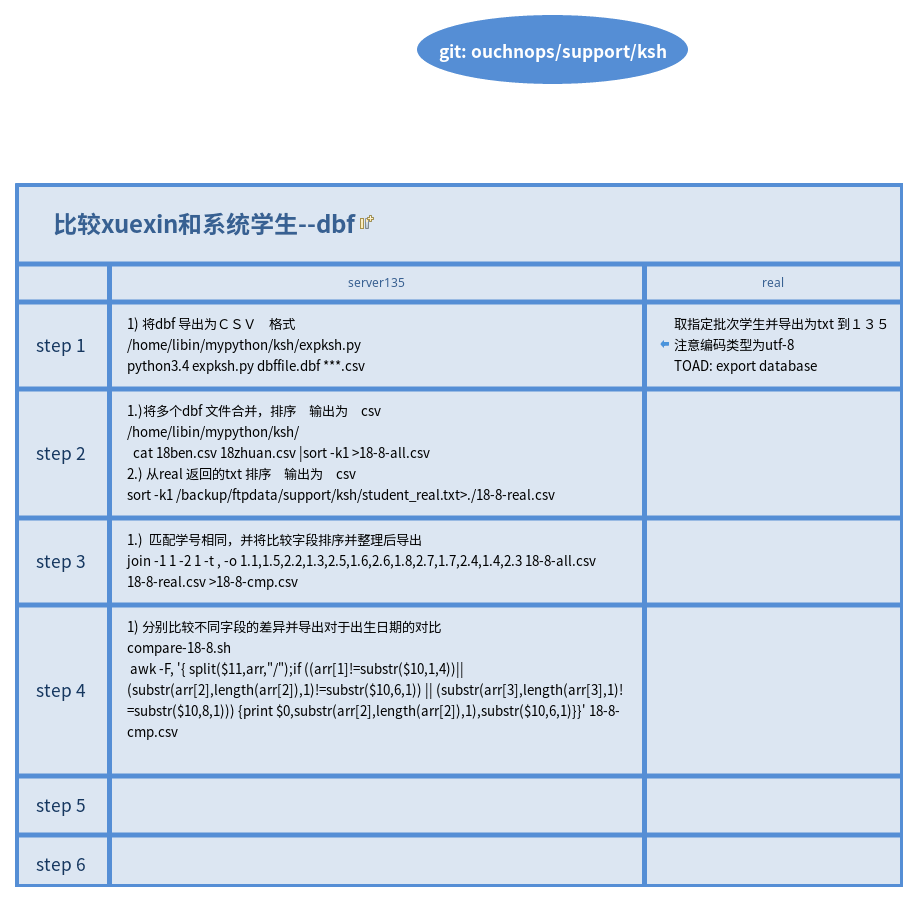 git: ouchnops/support/ksh
比较xuexin和系统学生--dbf
server135
real
step 1
1) 将dbf 导出为ＣＳＶ　格式
/home/libin/mypython/ksh/expksh.py
python3.4 expksh.py dbffile.dbf ***.csv
取指定批次学生并导出为txt 到１３５
注意编码类型为utf-8
TOAD: export database
step 2
1.)将多个dbf 文件合并，排序　输出为　csv
/home/libin/mypython/ksh/
cat 18ben.csv 18zhuan.csv |sort -k1 >18-8-all.csv
2.) 从real 返回的txt 排序　输出为　csv
sort -k1 /backup/ftpdata/support/ksh/student_real.txt>./18-8-real.csv
step 3
1.)  匹配学号相同，并将比较字段排序并整理后导出
join -1 1 -2 1 -t , -o 1.1,1.5,2.2,1.3,2.5,1.6,2.6,1.8,2.7,1.7,2.4,1.4,2.3 18-8-all.csv
18-8-real.csv >18-8-cmp.csv
step 4
1) 分别比较不同字段的差异并导出对于出生日期的对比
compare-18-8.sh
awk -F, '{ split($11,arr,"/");if ((arr[1]!=substr($10,1,4))||
(substr(arr[2],length(arr[2]),1)!=substr($10,6,1)) || (substr(arr[3],length(arr[3],1)!
=substr($10,8,1))) {print $0,substr(arr[2],length(arr[2]),1),substr($10,6,1)}}' 18-8-
cmp.csv
step 5
step 6